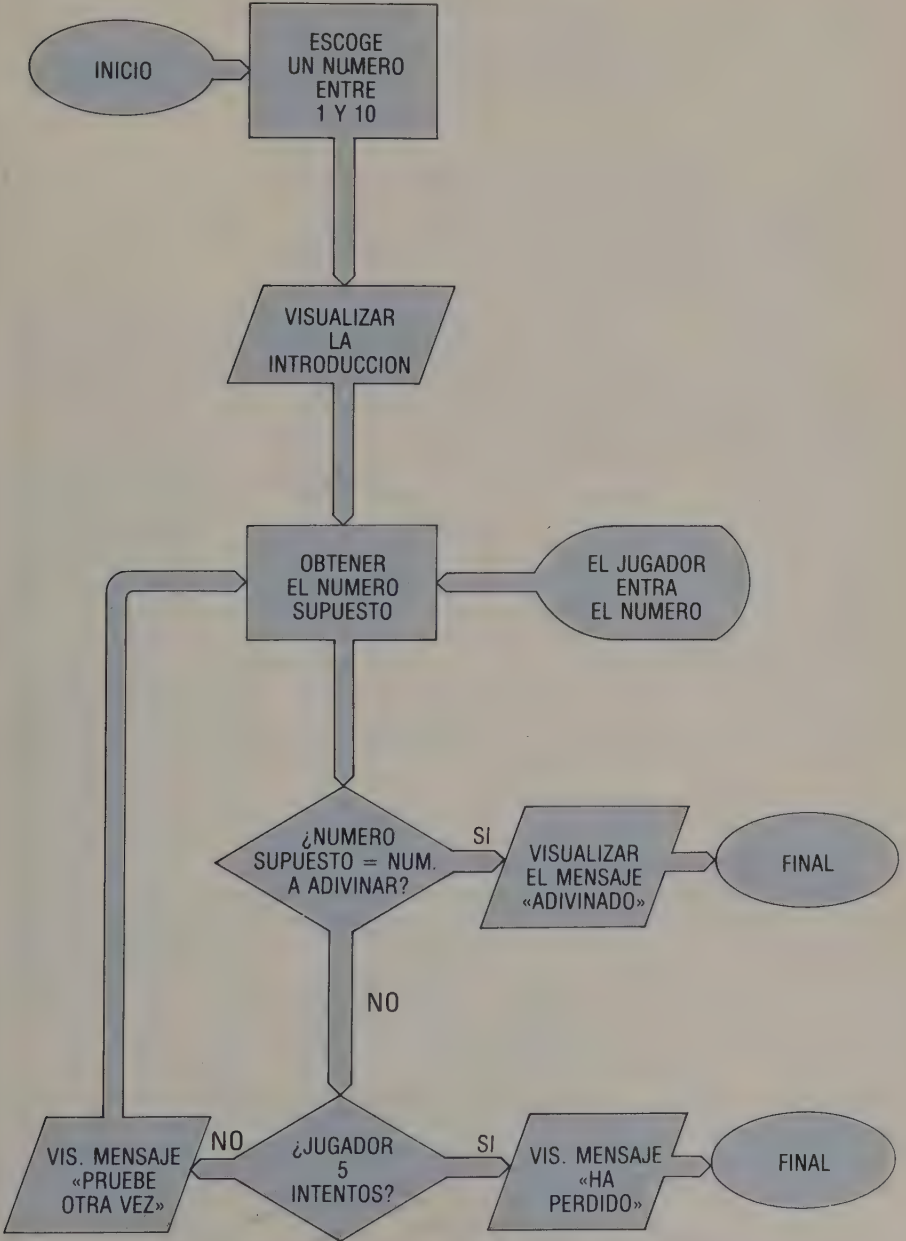 INICIO
ESCOGE
UN NUMERO
ENTRE
1 Y 10
VISUALIZAR
LA
INTRODUCCION
OBTENER
EL NUMERO
SUPUESTO
EL JUGADOR
ENTRA
EL NUMERO
¿NUMERO
SUPUESTO = NUM.
A ADIVINAR?
SI
VISUALIZAR
EL MENSAJE
«ADIVINADO»
FINAL
NO
¿JUGADOR
5
INTENTOS?
NO
VIS. MENSAJE
«PRUEBE
OTRA VEZ»
SI
VIS. MENSAJE
«HA
PERDIDO»
FINAL